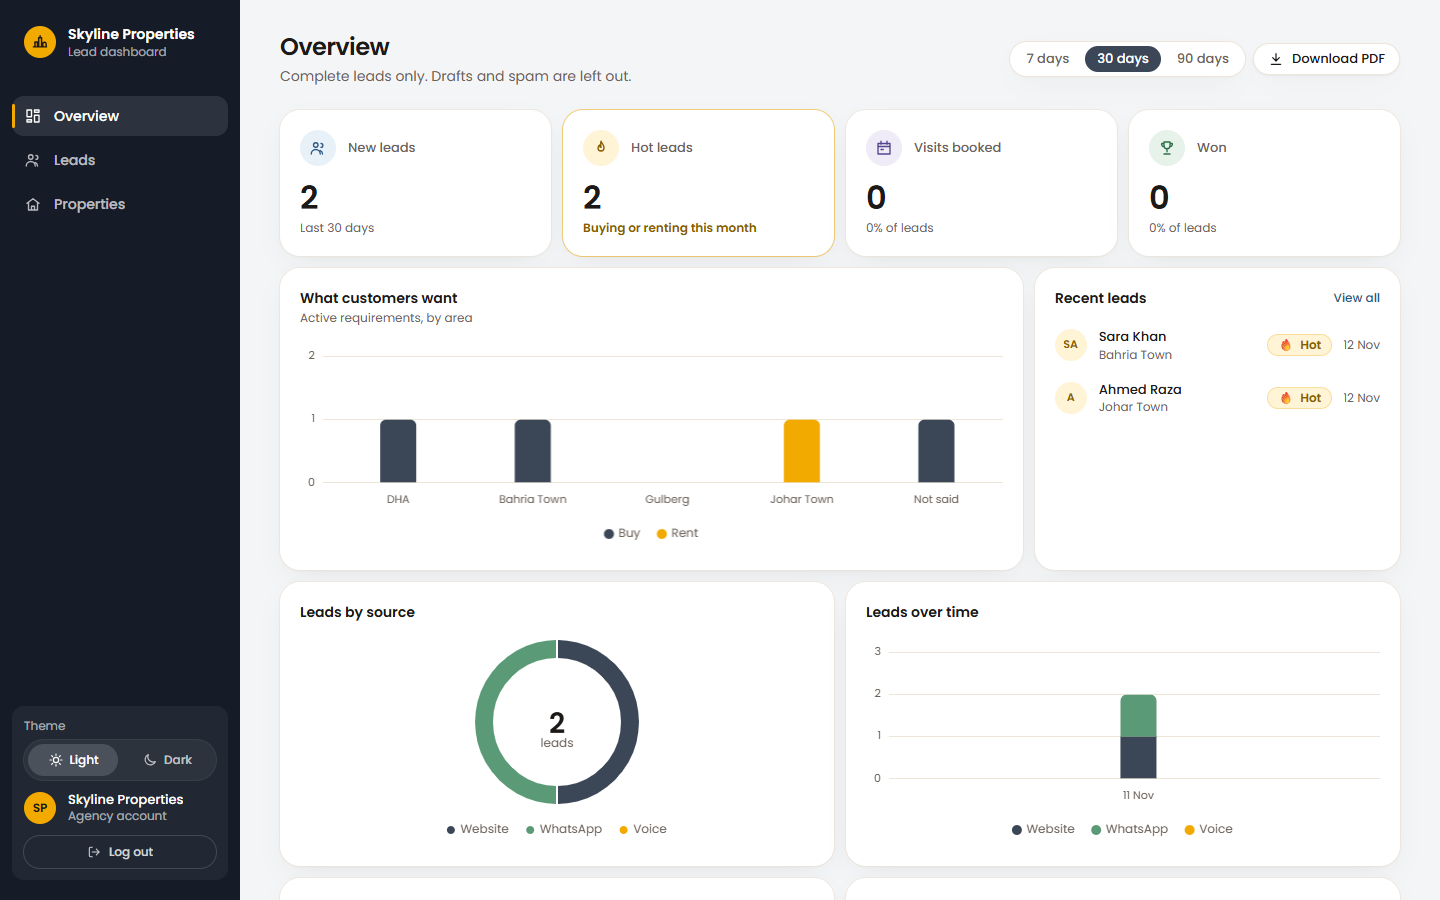 Skyline Properties
Lead dashboard
Overview
Leads
Properties
Theme
Light
Dark
SP
Skyline Properties
Agency account
Log out
Overview
Complete leads only. Drafts and spam are left out.
7 days
30 days
90 days
Download PDF
New leads
2
Last 30 days
Hot leads
2
Buying or renting this month
Visits booked
0
0% of leads
Won
0
0% of leads
What customers want
Active requirements, by area
2
1
0
DHA
Bahria Town
Gulberg
Johar Town
Not said
Buy
Rent
Recent leads
View all
SA
Sara Khan
Bahria Town
Hot
12 Nov
A
Ahmed Raza
Johar Town
Hot
12 Nov
Leads by source
2
leads
Website
WhatsApp
Voice
Leads over time
3
2
1
0
11 Nov
Website
WhatsApp
Voice